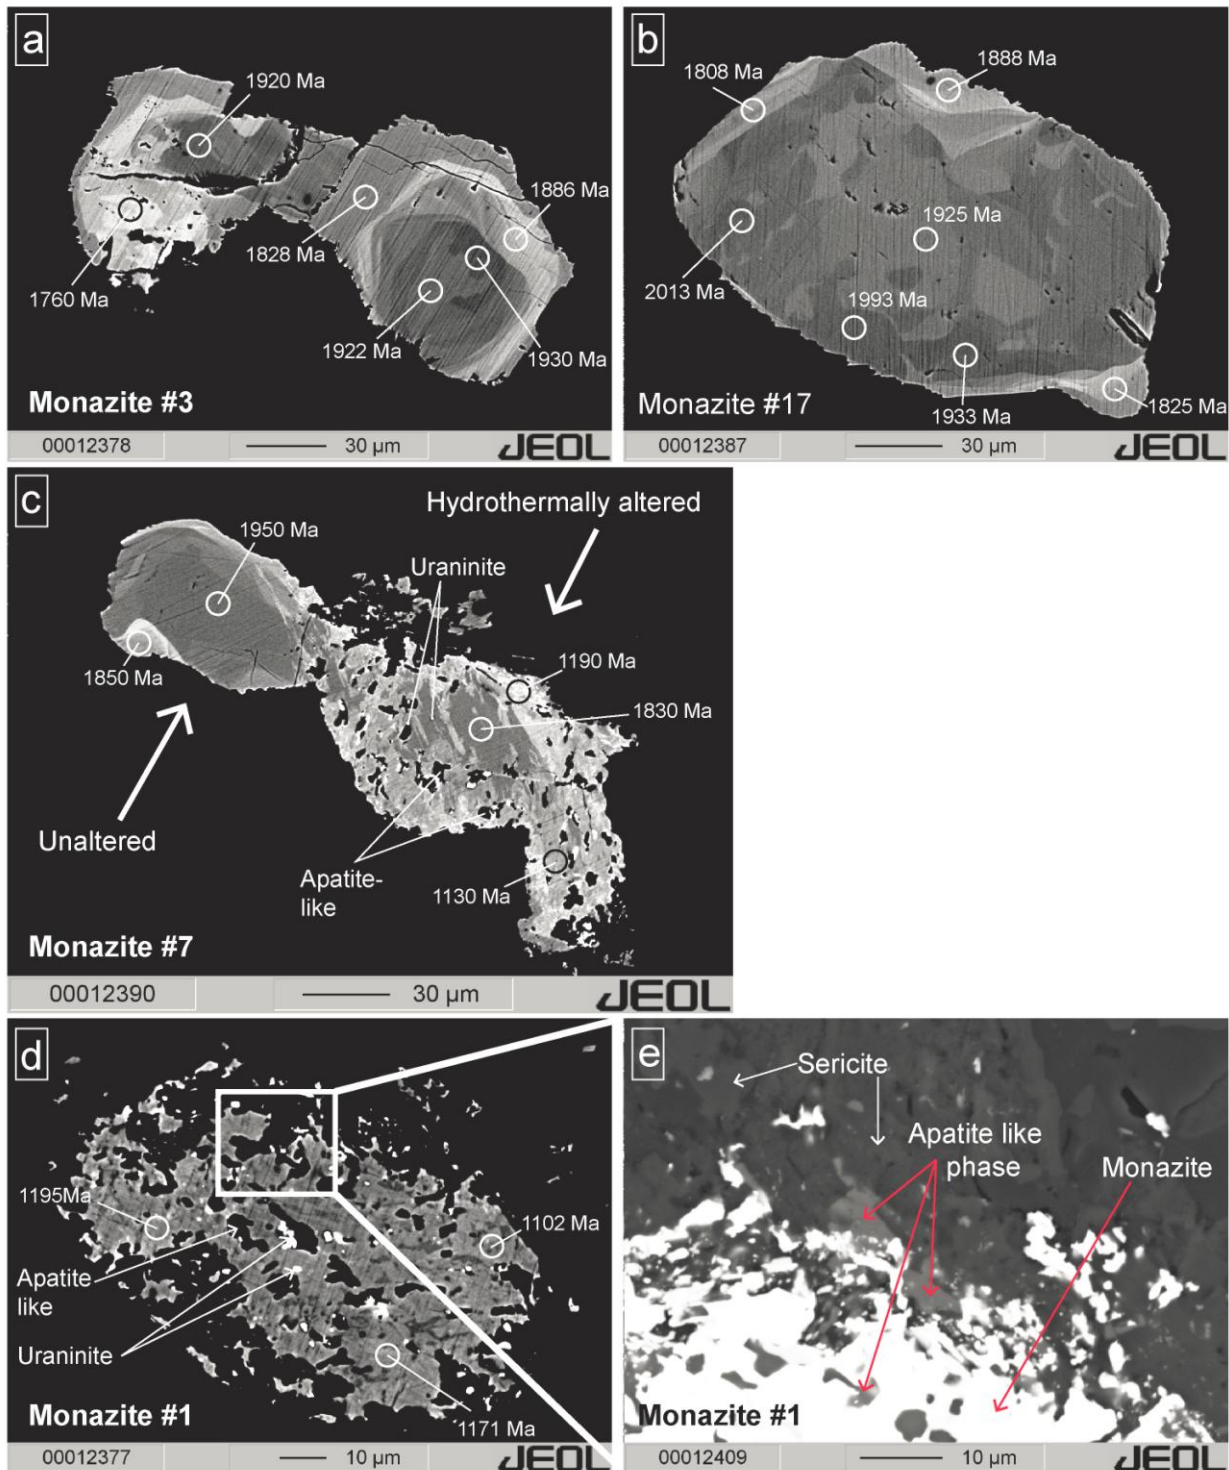 a
1920 Ma
1886 Ma
1828 Ma
1760 Ma
1922 Ma
1930 Ma
Monazite #3
00012378
30 µm
JEOL
b
1888 Ma
1808 Ma
1925 Ma
2013 Ma
1993 Ma
1933 Ma
1825 Ma
Monazite #17
00012387
30 µm
JEOL
c
Hydrothermally altered
1950 Ma
Uraninite
1190 Ma
1850 Ma
1830 Ma
Unaltered
Apatite-
like
1130 Ma
Monazite #7
00012390
30 µm
JEOL
d
1195Ma
1102 Ma
Apatite
like
Uraninite
Monazite #1
1171 Ma
00012377
10 µm
JEOL
e
Sericite
Apatite like
phase
Monazite
Monazite #1
00012409
10 µm
JEOL